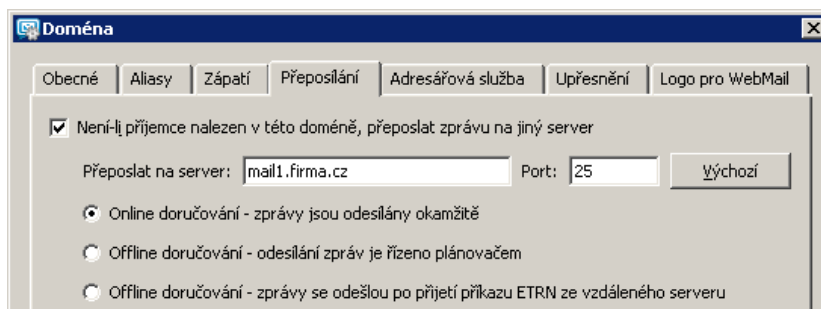 Doména
Obecné Aliasy Zápatí Přeposílání Adresářová služba Upřesnění Logo pro WebMail
Není-li příjemce nalezen v této doméně, přeposlat zprávu na jiný server
Přeposlat na server: mail1.firma.cz Port: 25 Výchozí
Online doručování - zprávy jsou odesílány okamžitě
Offline doručování - odesílání zpráv je řízeno plánovačem
Offline doručování - zprávy se odešlou po přijetí příkazu ETRN ze vzdáleného serveru